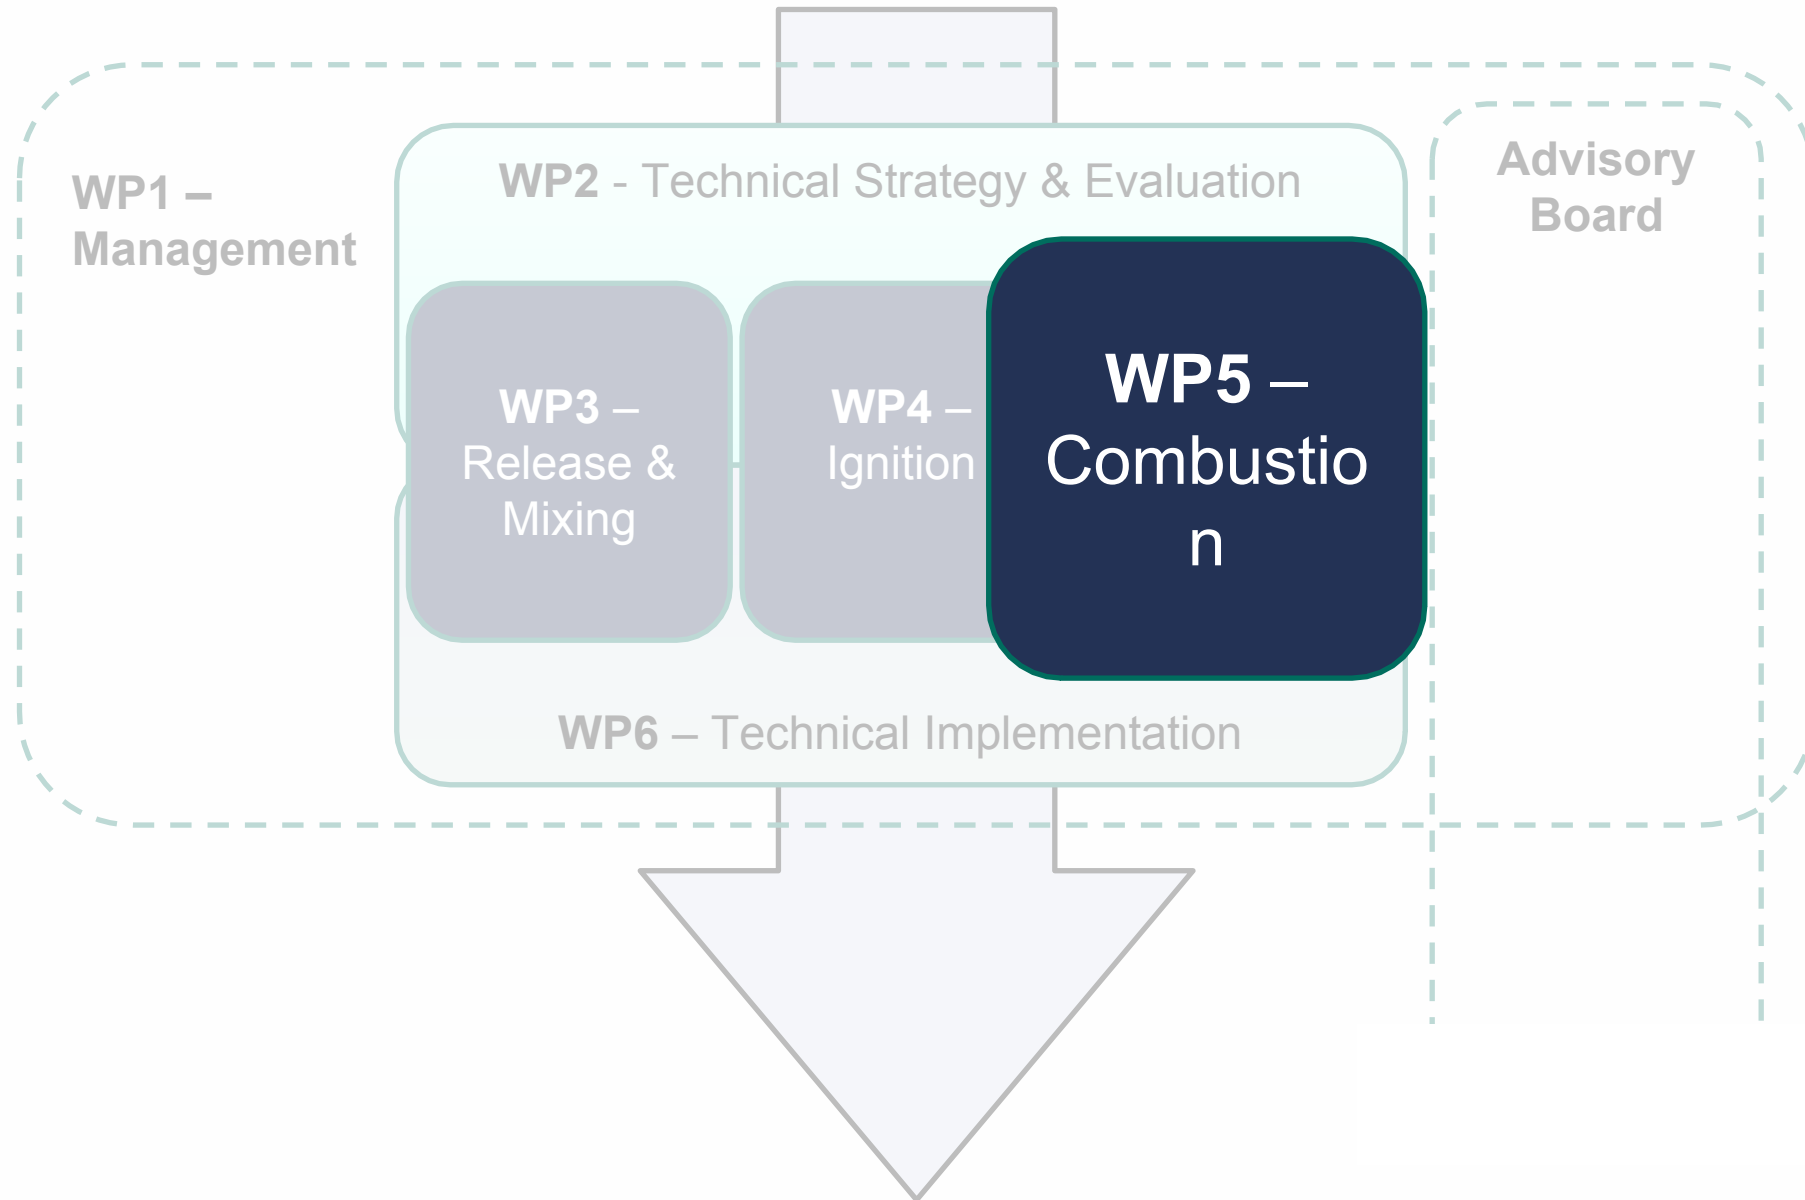 WP1 –
Management
WP2 - Technical Strategy & Evaluation
Advisory
Board
WP3 –
Release &
Mixing
WP4 –
Ignition
WP5 –
Combustio
n
WP6 – Technical Implementation